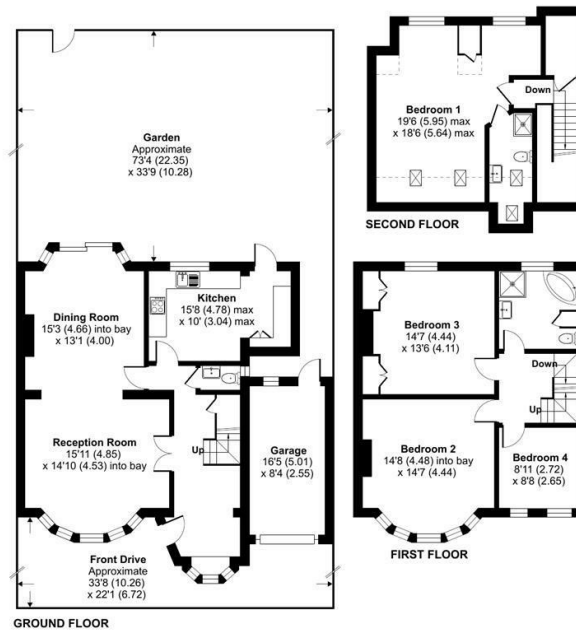 Garden
Approximate
73'4 (22.35)
x 33'9 (10.28)
Dining Room
15'3 (4.66) into bay
x 13'1 (4.00)
Kitchen
15'8 (4.78) max
x 10' (3.04) max
Reception Room
15'11 (4.85)
x 14'10 (4.53) into bay
Up
Garage
16'5 (5.01)
x 8'4 (2.55)
Front Drive
Approximate
33'8 (10.26)
x 22'1 (6.72)
GROUND FLOOR
Bedroom 1
19'6 (5.95) max
x 18'6 (5.64) max
Down
SECOND FLOOR
Bedroom 3
14'7 (4.44)
x 13'6 (4.11)
Down
Up
Bedroom 2
14'8 (4.48) into bay
x 14'7 (4.44)
Bedroom 4
8'11 (2.72)
x 8'8 (2.65)
FIRST FLOOR